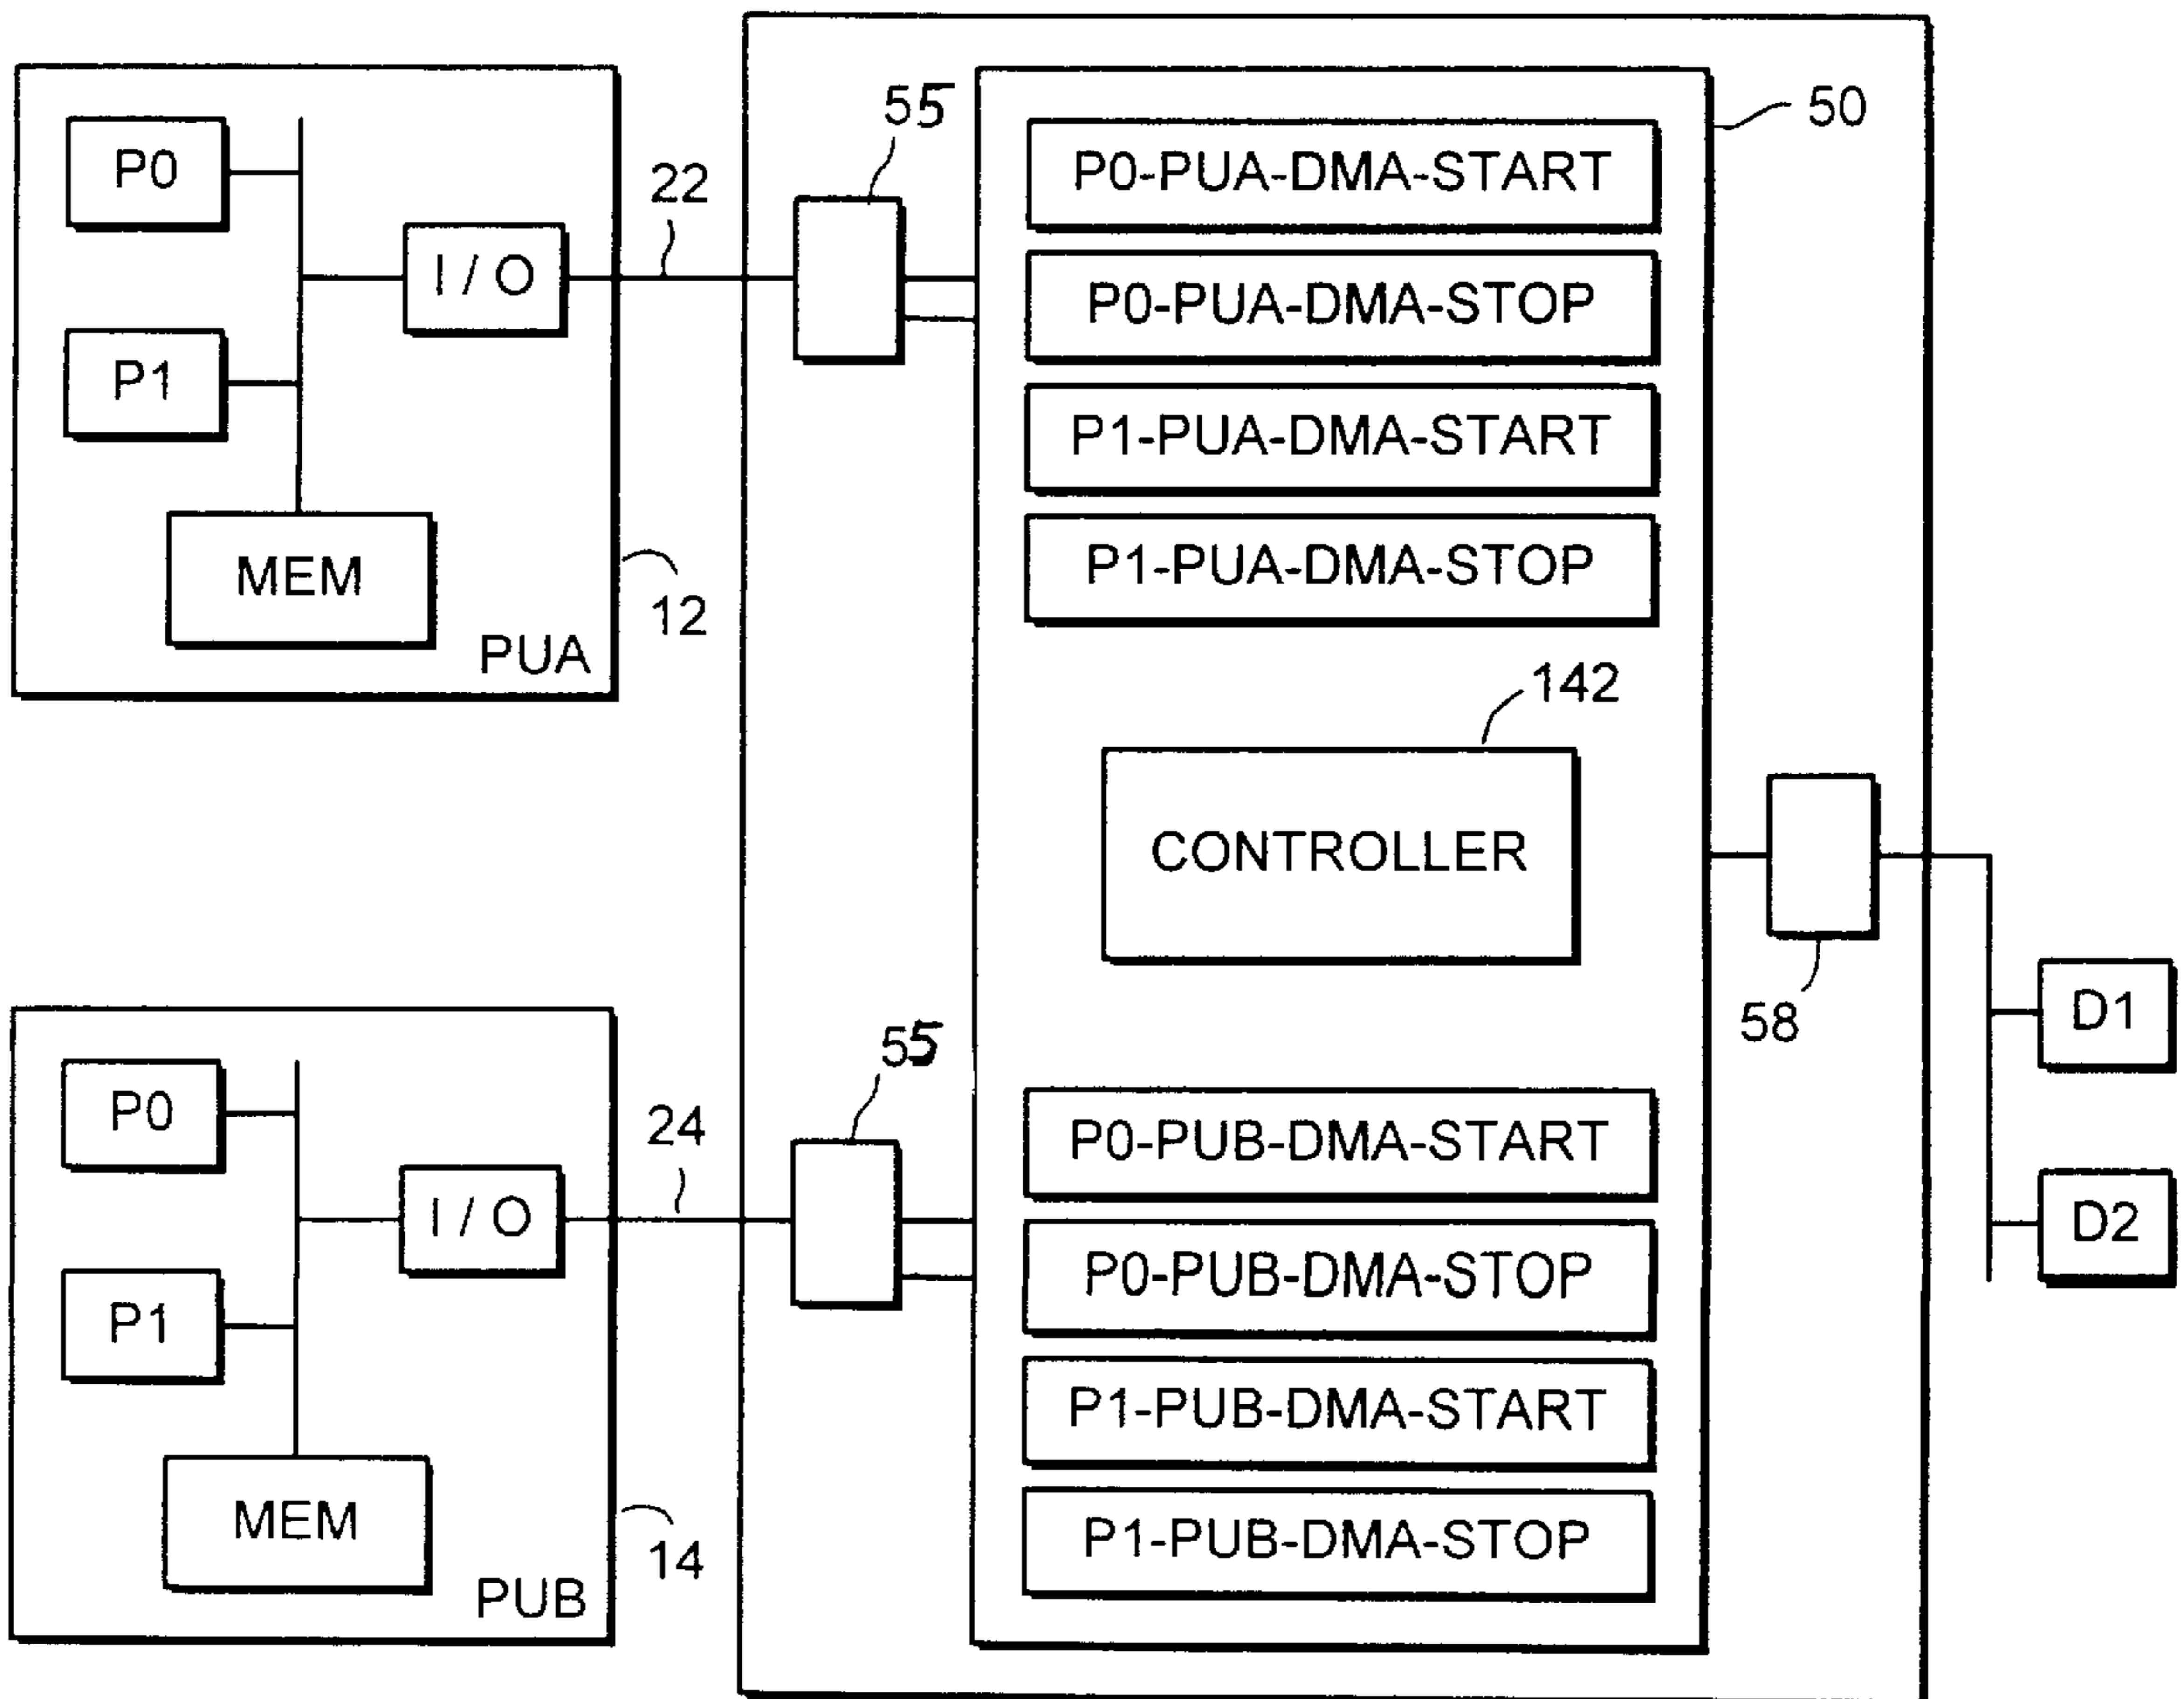 P0
P1
I / O
MEM
PUA
12
22
55
50
P0-PUA-DMA-START
P0-PUA-DMA-STOP
P1-PUA-DMA-START
P1-PUA-DMA-STOP
142
CONTROLLER
58
D1
D2
P0
P1
I / O
MEM
PUB
14
24
55
P0-PUB-DMA-START
P0-PUB-DMA-STOP
P1-PUB-DMA-START
P1-PUB-DMA-STOP